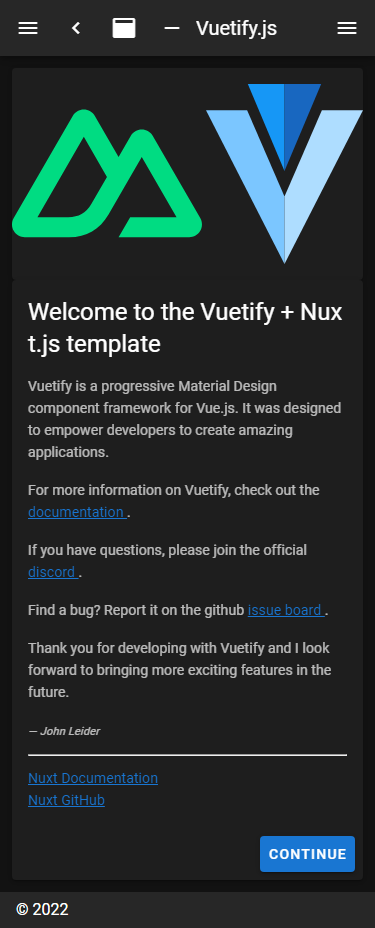 Vuetify.js
Welcome to the Vuetify + Nux
t.js template
Vuetify is a progressive Material Design
component framework for Vue.js. It was designed
to empower developers to create amazing
applications.
For more information on Vuetify, check out the
documentation .
If you have questions, please join the official
discord .
Find a bug? Report it on the github issue board .
Thank you for developing with Vuetify and I look
forward to bringing more exciting features in the
future.
— John Leider
Nuxt Documentation
Nuxt GitHub
CONTINUE
© 2022